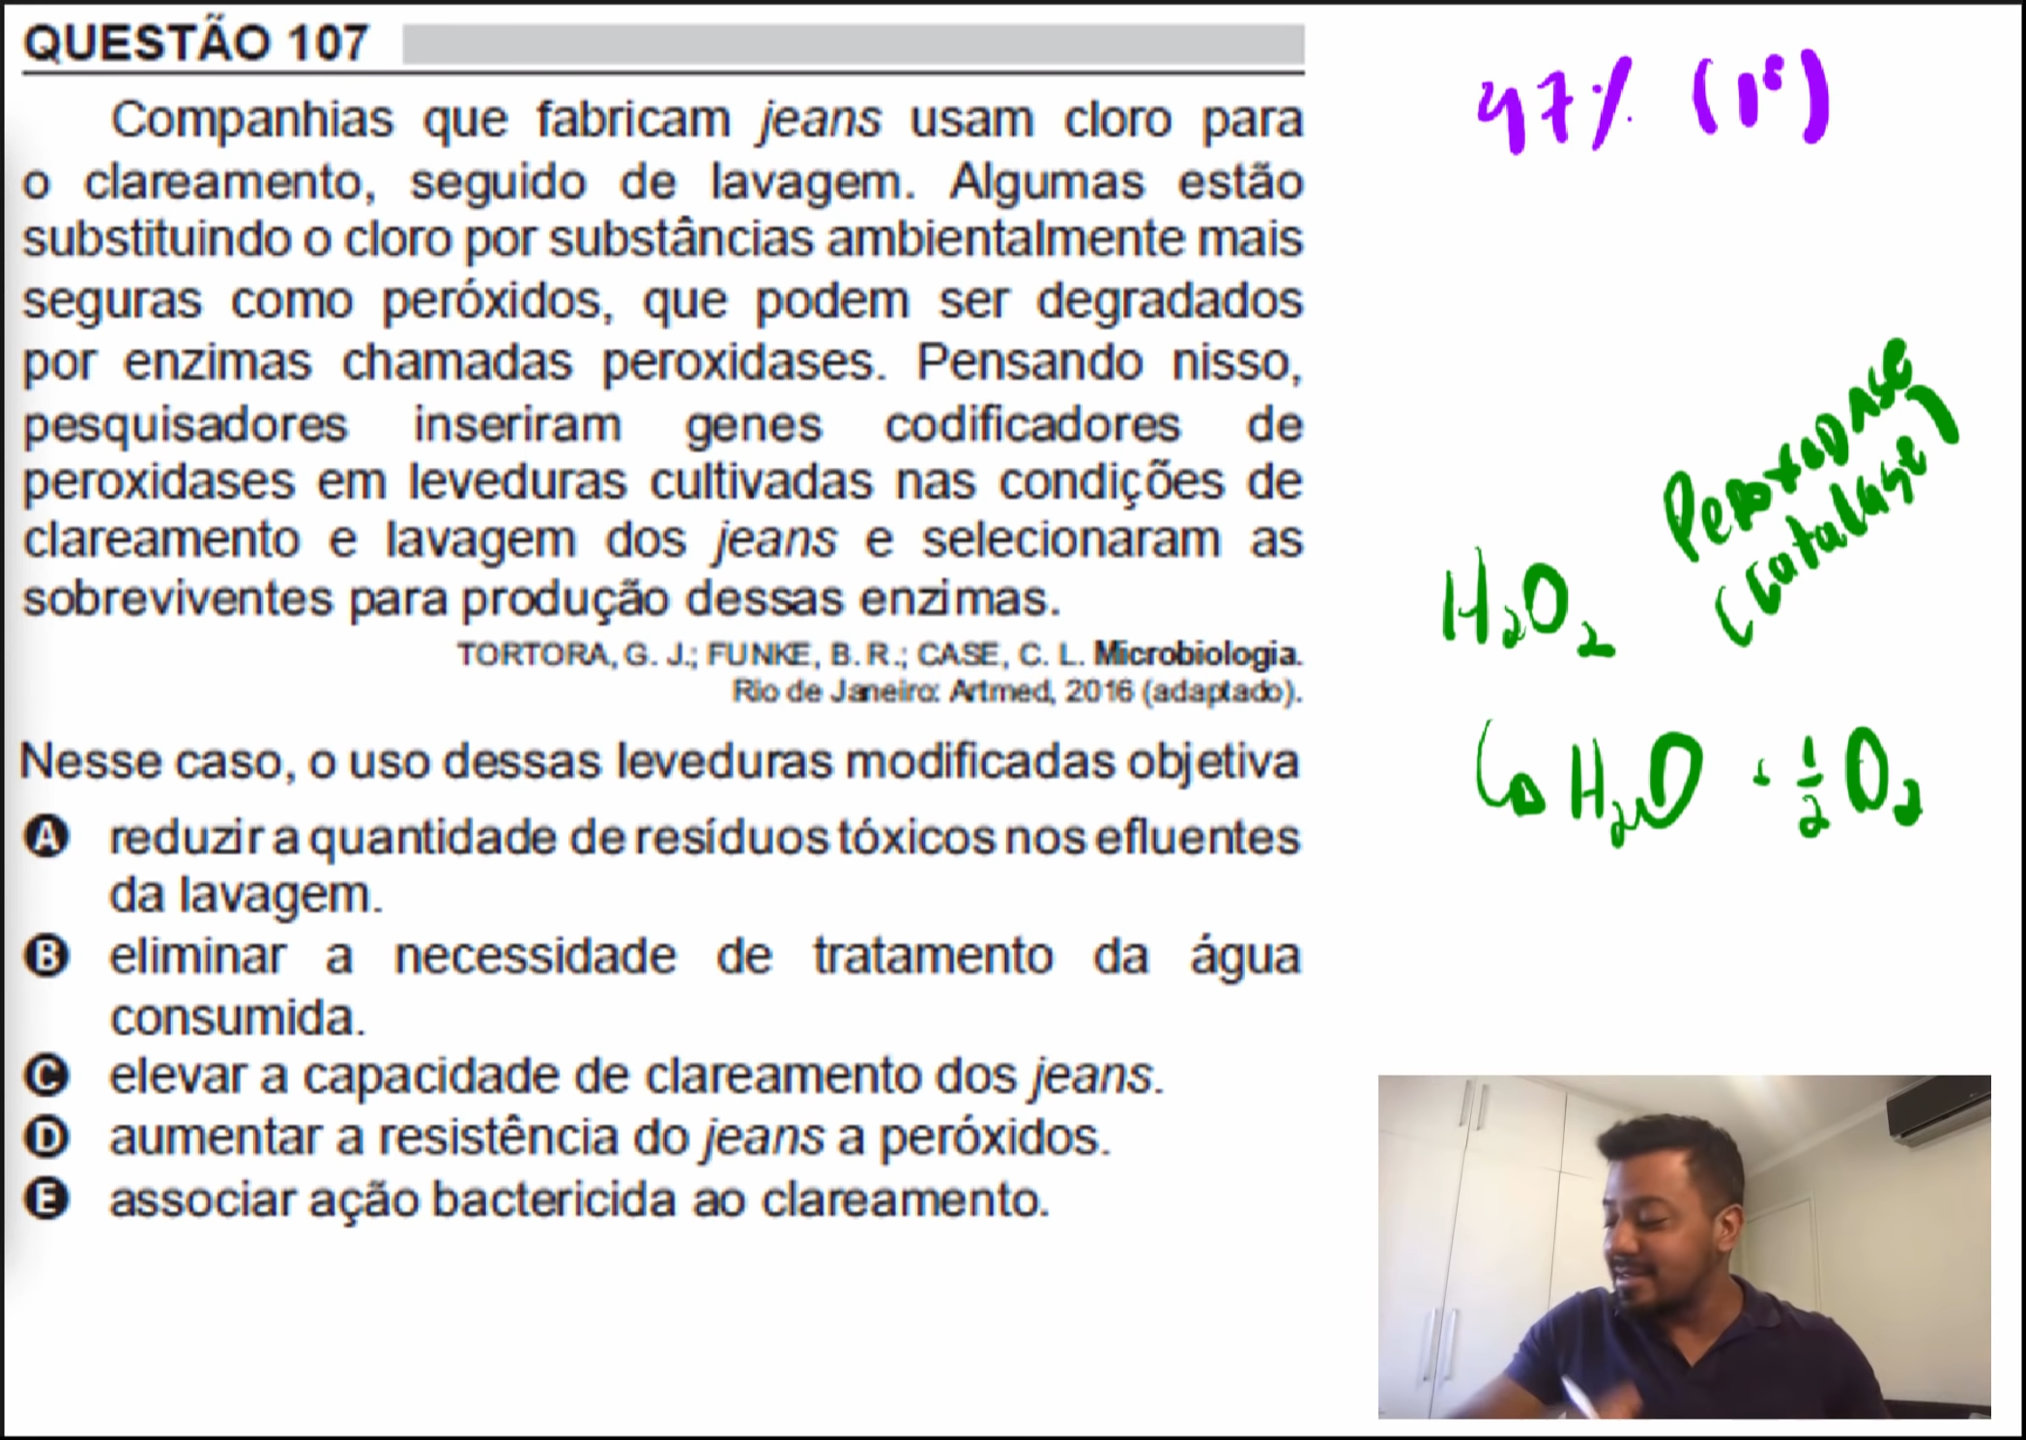 QUESTÃO 107
Companhias que fabricam jeans usam cloro para
o clareamento, seguido de lavagem. Algumas estão
substituindo o cloro por substâncias ambientalmente mais
seguras como peróxidos, que podem ser degradados
por enzimas chamadas peroxidases. Pensando nisso,
pesquisadores inseriram genes codificadores de
peroxidases em leveduras cultivadas nas condições de
clareamento e lavagem dos jeans e selecionaram as
sobreviventes para produção dessas enzimas.
TORTORA, G. J.; FUNKE, B. R.; CASE, C. L. Microbiologia.
Rio de Janeiro: Artmed, 2016 (adaptado).
Nesse caso, o uso dessas leveduras modificadas objetiva
A reduzir a quantidade de resíduos tóxicos nos efluentes
da lavagem.
B eliminar a necessidade de tratamento da água
consumida.
C elevar a capacidade de clareamento dos jeans.
D aumentar a resistência do jeans a peróxidos.
E associar ação bactericida ao clareamento.
47%
Peroxidase
(Catalase)
H2O2
H2O + 1/2 O2